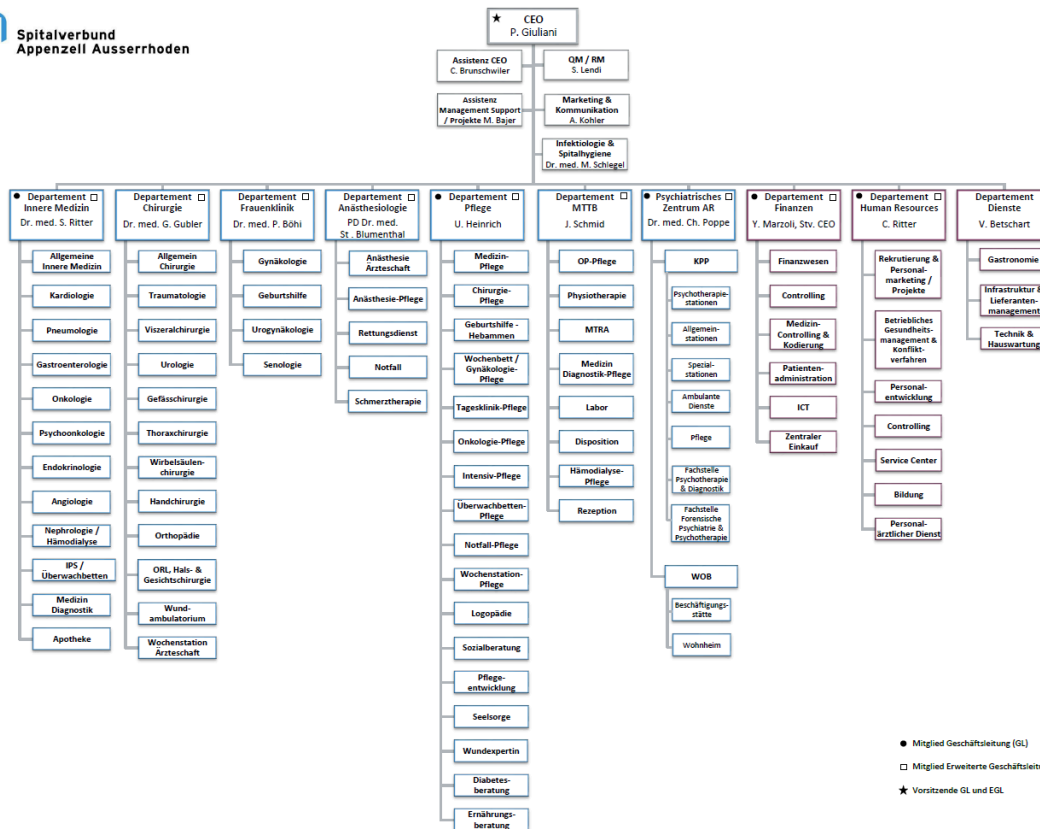 Spitalverbund
Appenzell Ausserrhoden
★ CEO
P. Giuliani
Assistenz CEO
C. Brunschwiler
QM / RM
S. Lendi
Assistenz
Management Support
/ Projekte M. Bajer
Marketing &
Kommunikation
A. Kohler
Infektiologie &
Spitalhygiene
Dr. med. M. Schlegel
Departement
Innere Medizin
Dr. med. S. Ritter
Allgemeine
Innere Medizin
Kardiologie
Pneumologie
Gastroenterologie
Onkologie
Psychoonkologie
Endokrinologie
Angiologie
Nephrologie /
Hämodialyse
IPS /
Überwachbetten
Medizin
Diagnostik
Apotheke
Departement
Chirurgie
Dr. med. G. Gubler
Allgemein
Chirurgie
Traumatologie
Viszeralchirurgie
Urologie
Gefässchirurgie
Thoraxchirurgie
Wirbelsäulen-
chirurgie
Handchirurgie
Orthopädie
ORL, Hals- &
Gesichtschirurgie
Wund-
ambulatorium
Wochenstation
Ärzteschaft
Departement
Frauenklinik
Dr. med. P. Böhi
Gynäkologie
Geburtshilfe
Urogynäkologie
Senologie
Departement
Anästhesiologie
PD Dr. med.
St . Blumenthal
Anästhesie
Ärzteschaft
Anästhesie-Pflege
Rettungsdienst
Notfall
Schmerztherapie
Departement
Pflege
U. Heinrich
Medizin-
Pflege
Chirurgie-
Pflege
Geburtshilfe -
Hebammen
Wochenbett /
Gynäkologie-
Pflege
Tagesklinik-Pflege
Onkologie-Pflege
Intensiv-Pflege
Überwachbetten-
Pflege
Notfall-Pflege
Wochenstation-
Pflege
Logopädie
Sozialberatung
Pflege-
entwicklung
Seelsorge
Wundexpertin
Diabetes-
beratung
Ernährungs-
beratung
Departement
MTTB
J. Schmid
OP-Pflege
Physiotherapie
MTRA
Medizin
Diagnostik-Pflege
Labor
Disposition
Hämodialyse-
Pflege
Rezeption
Psychiatrisches
Zentrum AR
Dr. med. Ch. Poppe
KPP
Psychotherapie-
stationen
Allgemein-
stationen
Spezial-
stationen
Ambulante
Dienste
Pflege
Fachstelle
Psychotherapie
& Diagnostik
Fachstelle
Forensische
Psychiatrie &
Psychotherapie
WOB
Beschäftigungs-
stätte
Wohnheim
Departement
Finanzen
Y. Marzoli, Stv. CEO
Finanzwesen
Controlling
Medizin-
Controlling &
Kodierung
Patienten-
administration
ICT
Zentraler
Einkauf
Departement
Human Resources
C. Ritter
Rekrutierung &
Personal-
marketing /
Projekte
Betriebliches
Gesundheits-
management &
Konflikt-
verfahren
Personal-
entwicklung
Controlling
Service Center
Bildung
Personal-
ärztlicher Dienst
Departement
Dienste
V. Betschart
Gastronomie
Infrastruktur &
Lieferanten-
management
Technik &
Hauswartung
● Mitglied Geschäftsleitung (GL)
□ Mitglied Erweiterte Geschäftsleitu
★ Vorsitzende GL und EGL